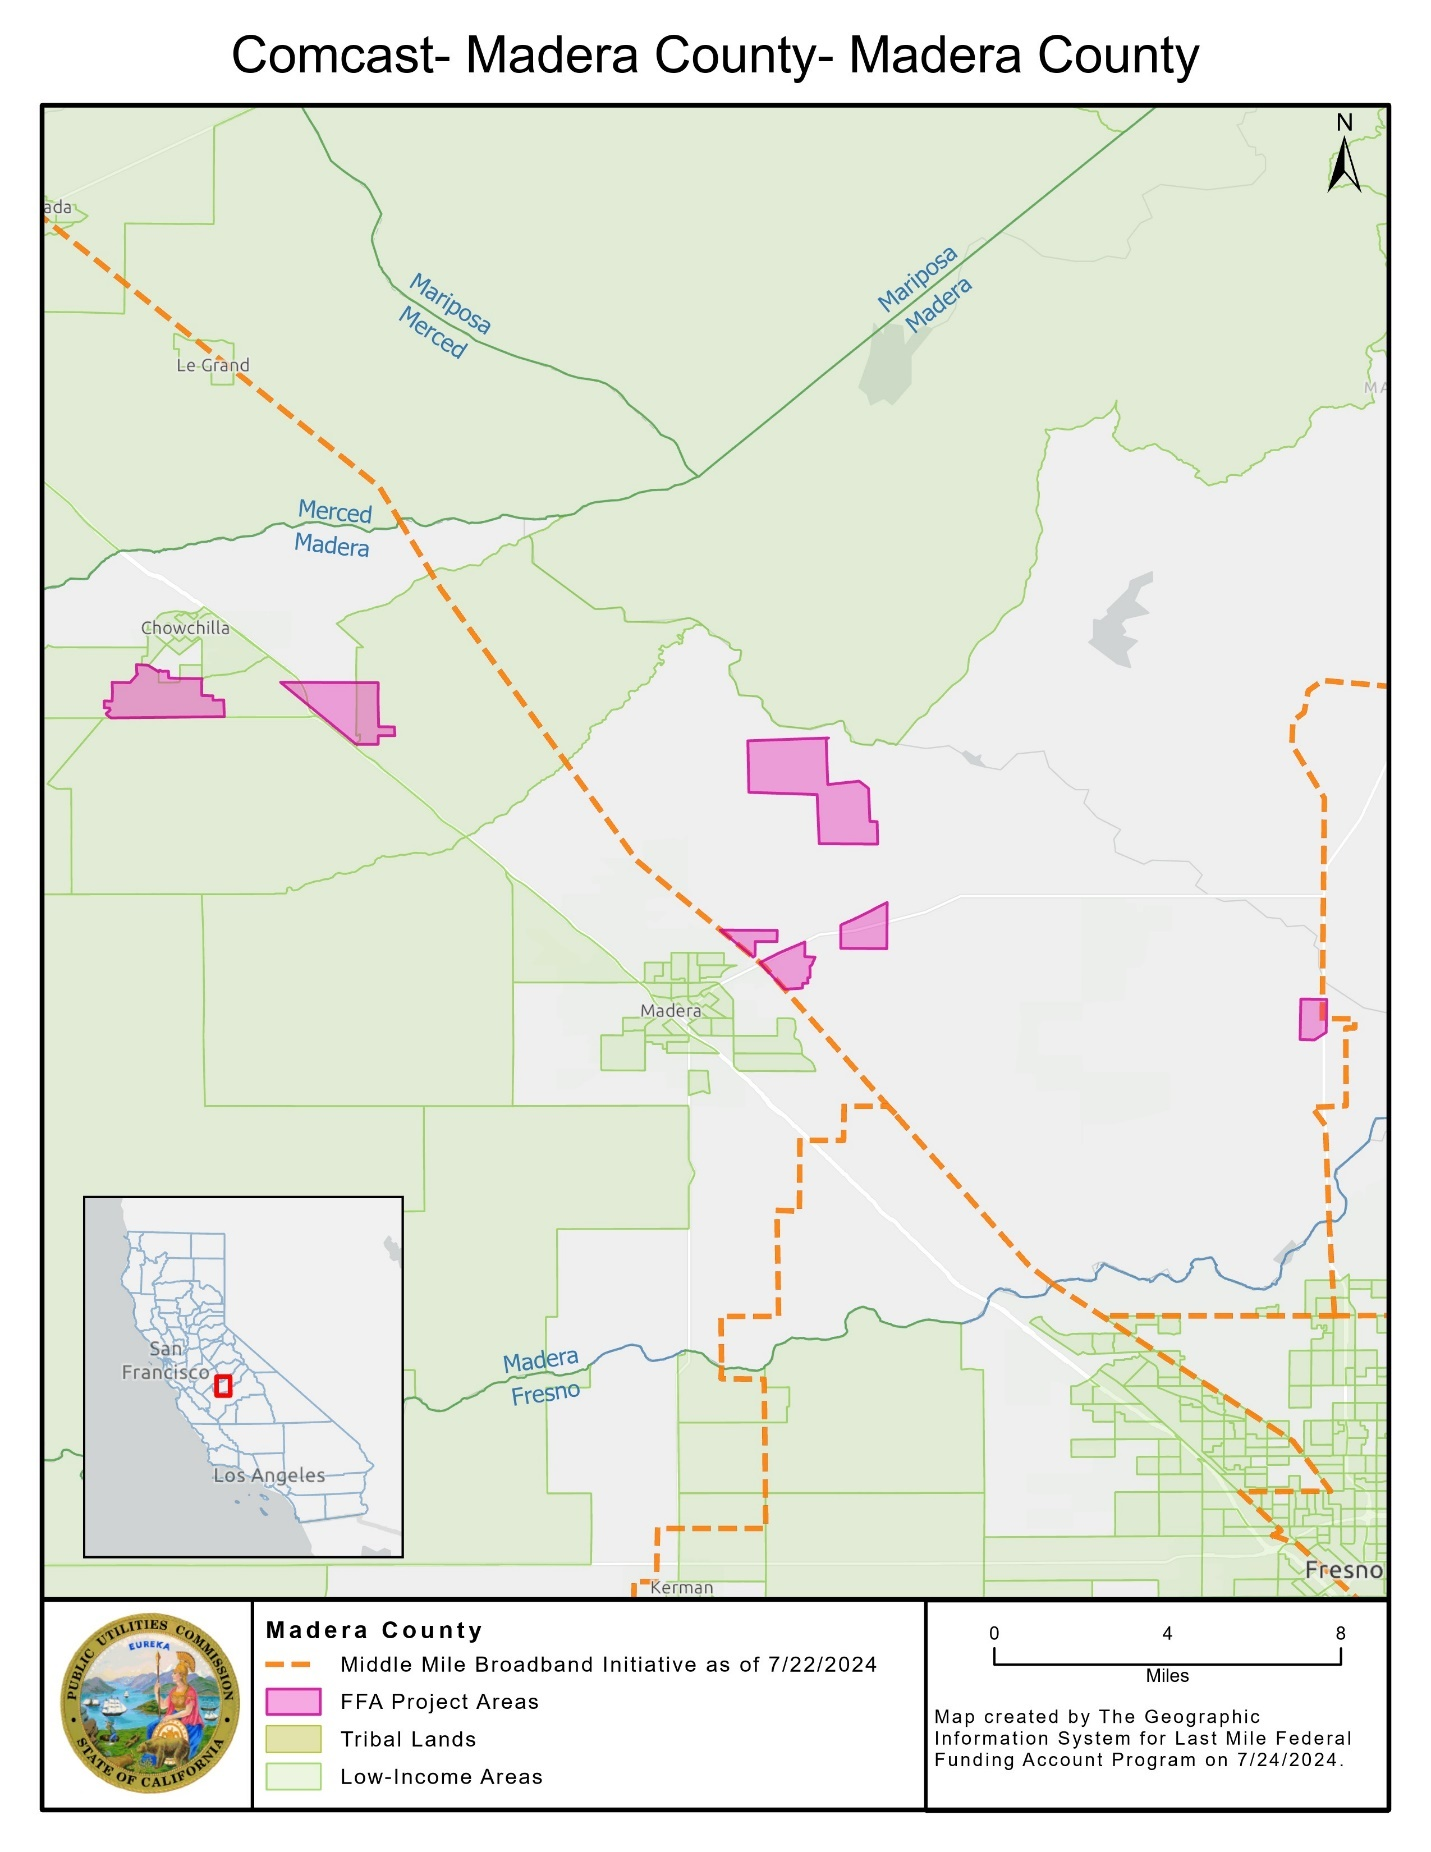 Comcast- Madera County- Madera County
N
ada
Mariposa
Merced
Mariposa
Madera
Le Grand
MA
Merced
Madera
Chowchilla
Madera
San
Francisco
Los Angeles
Madera
Fresno
Kerman
Fresno
PUBLIC UTILITIES COMMISSION
EUREKA
STATE OF CALIFORNIA
Madera County
Middle Mile Broadband Initiative as of 7/22/2024
FFA Project Areas
Tribal Lands
Low-Income Areas
0 4 8
Miles
Map created by The Geographic
Information System for Last Mile Federal
Funding Account Program on 7/24/2024.